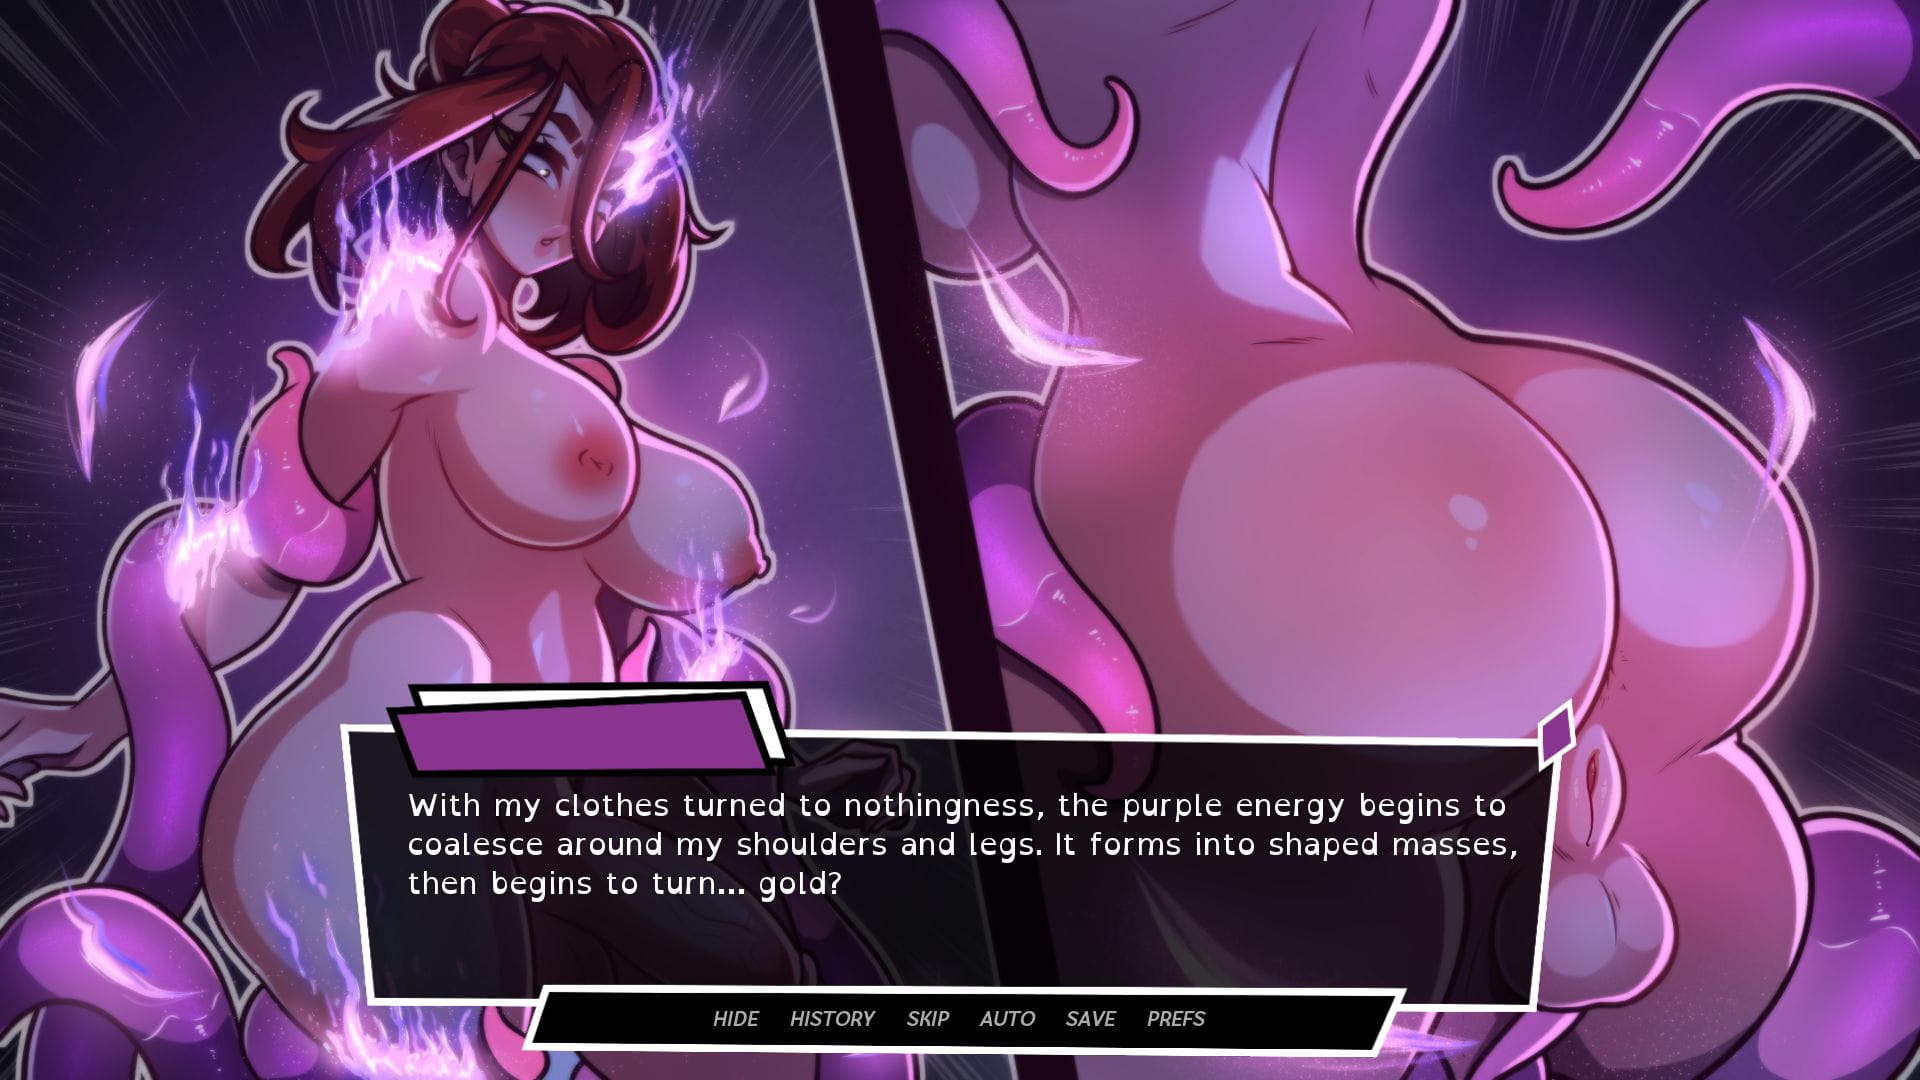 With my clothes turned to nothingness, the purple energy begins to
coalesce around my shoulders and legs. It forms into shaped masses,
then begins to turn... gold?
HIDE HISTORY SKIP AUTO SAVE PREFS